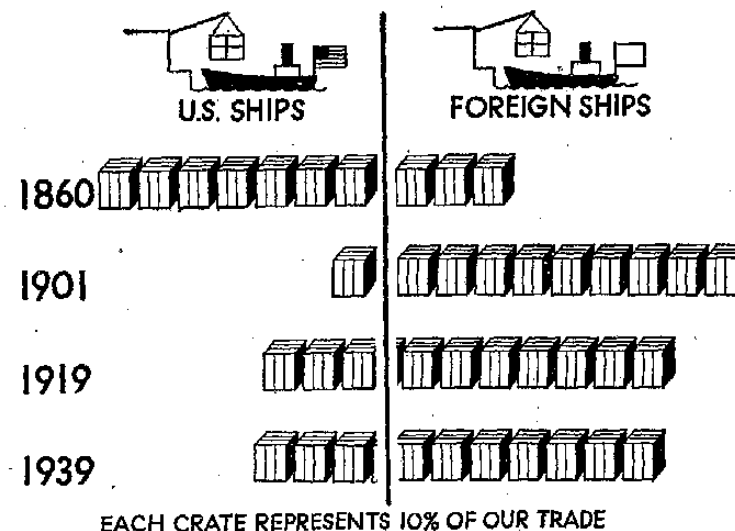 U.S. SHIPS FOREIGN SHIPS
1860
1901
1919
1939
EACH CRATE REPRESENTS 10% OF OUR TRADE